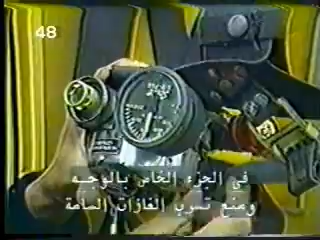 48
في الجزء الخاص بالوجه
ومنع تسرب الغازات السامة